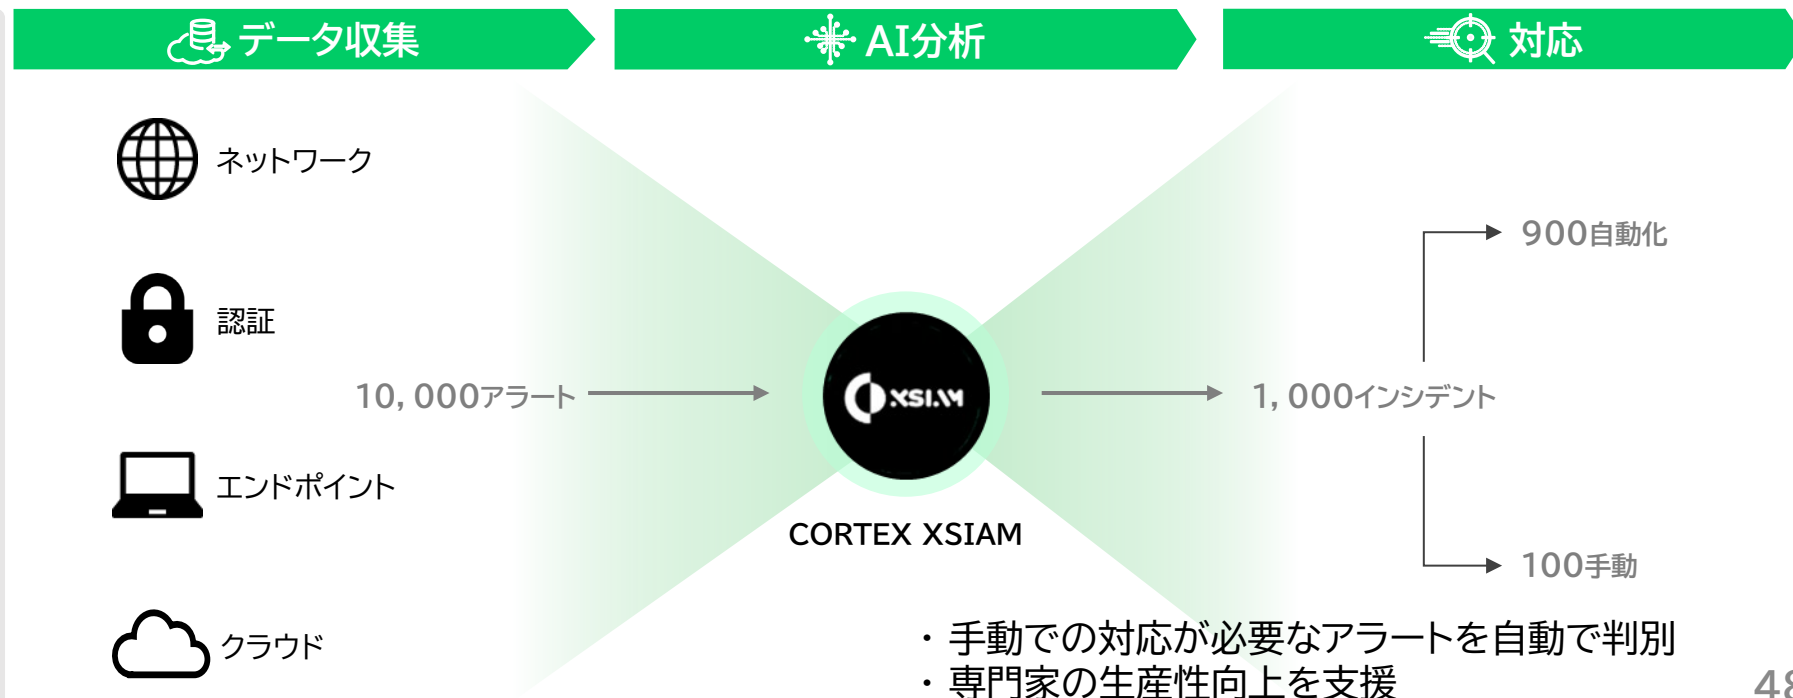 データ収集
AI分析
対応
ネットワーク
認証
エンドポイント
クラウド
10,000アラート
XSIAM
CORTEX XSIAM
1,000インシデント
900自動化
100手動
・手動での対応が必要なアラートを自動で判別
・専門家の生産性向上を支援
48